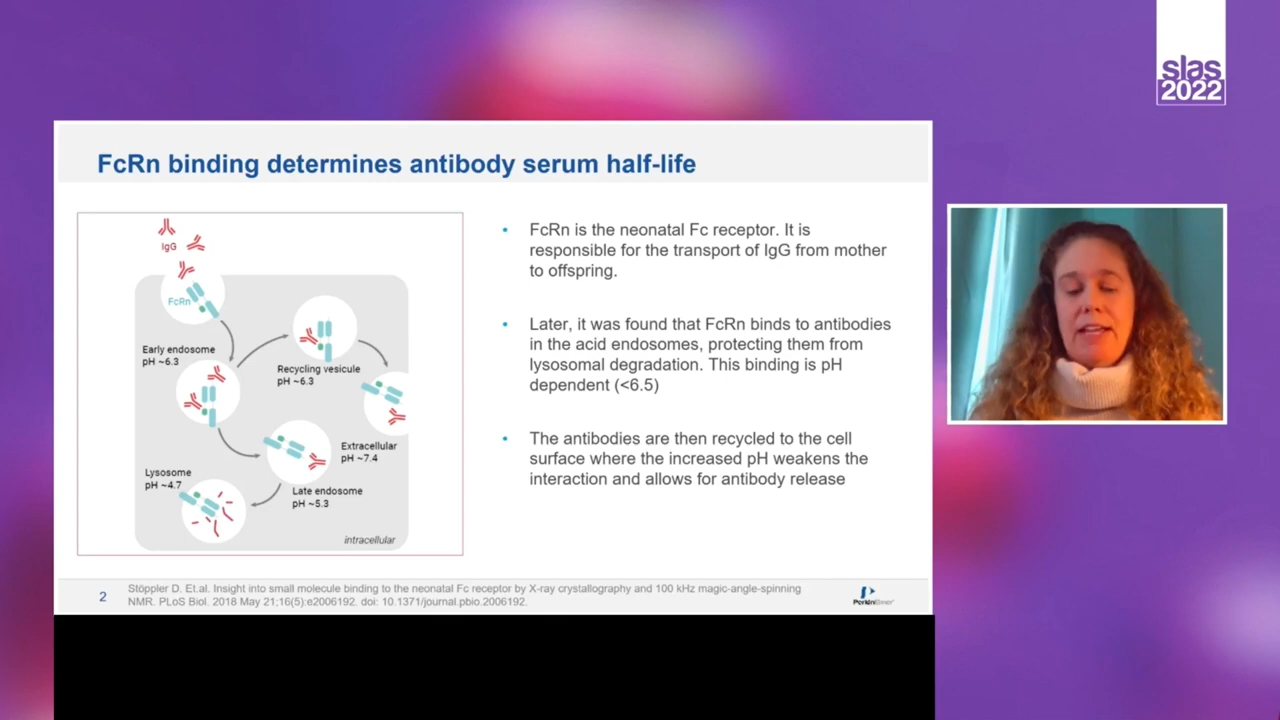 slas
2022
FcRn binding determines antibody serum half-life
IgG
FcRn
Early endosome
pH ~6.3
Recycling vesicule
pH ~6.3
Extracellular
pH ~7.4
Lysosome
pH ~4.7
Late endosome
pH ~5.3
intracellular
• FcRn is the neonatal Fc receptor. It is
responsible for the transport of IgG from mother
to offspring.
• Later, it was found that FcRn binds to antibodies
in the acid endosomes, protecting them from
lysosomal degradation. This binding is pH
dependent (<6.5)
• The antibodies are then recycled to the cell
surface where the increased pH weakens the
interaction and allows for antibody release
2
Stöppler D. Et.al. Insight into small molecule binding to the neonatal Fc receptor by X-ray crystallography and 100 kHz magic-angle-spinning
NMR. PLoS Biol. 2018 May 21;16(5):e2006192. doi: 10.1371/journal.pbio.2006192.
PerkinElmer